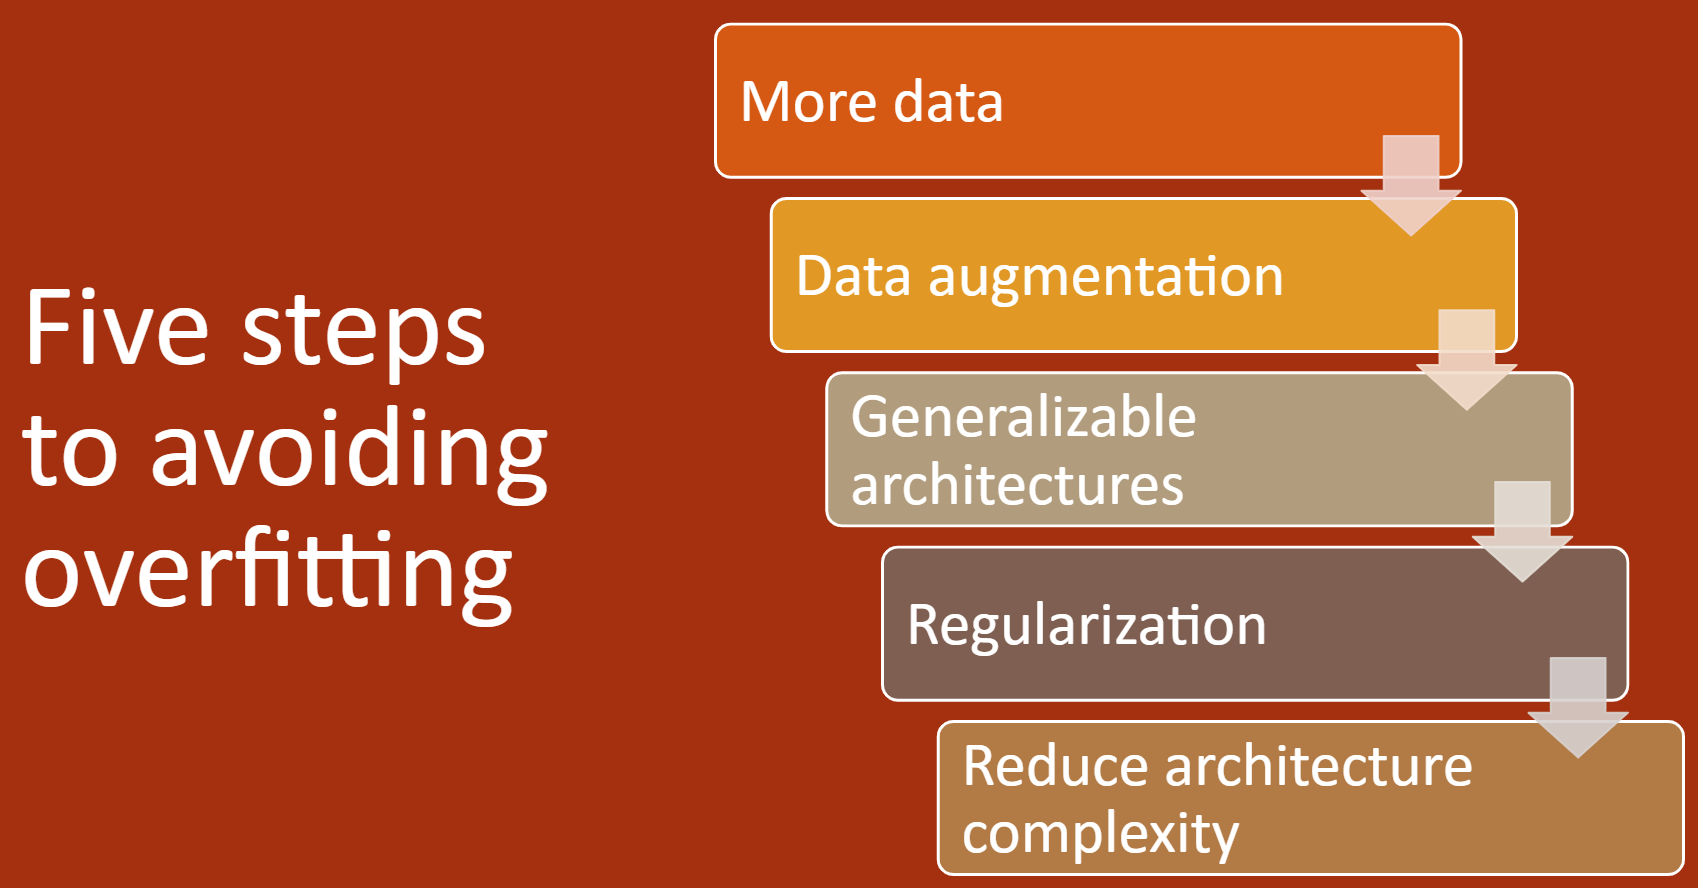 Five steps
to avoiding
overfitting
More data
Data augmentation
Generalizable
architectures
Regularization
Reduce architecture
complexity